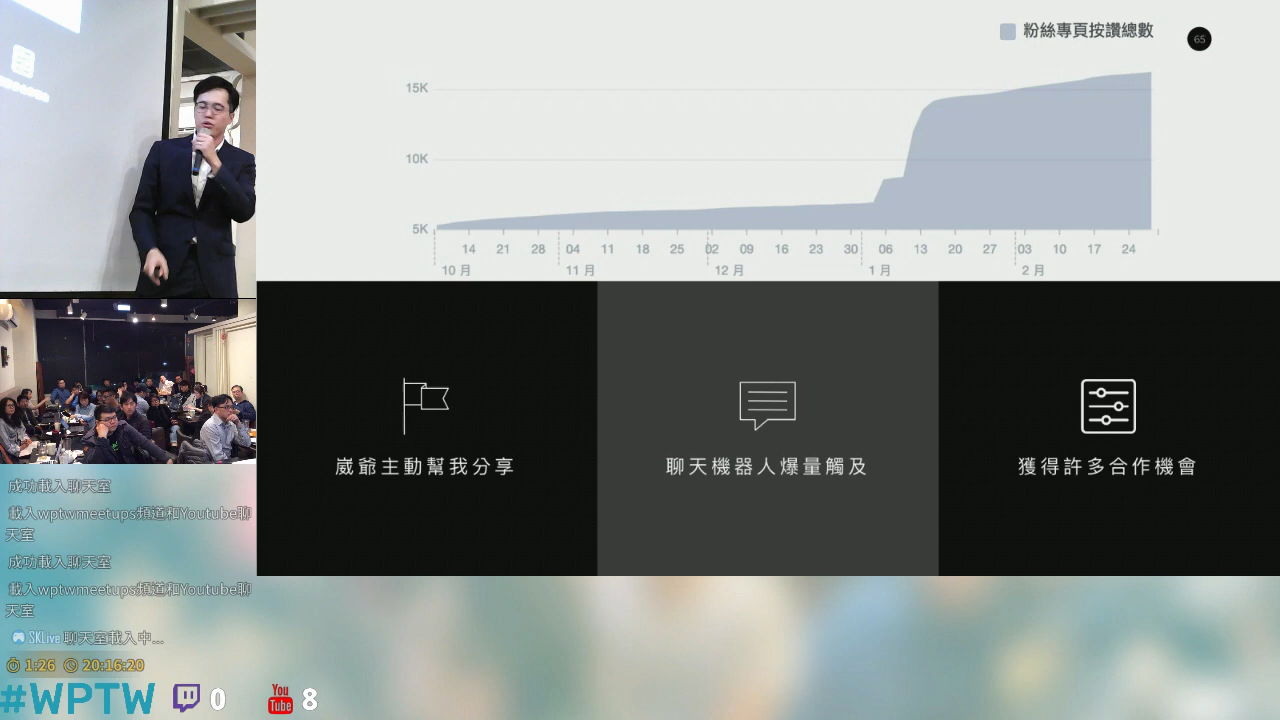 粉絲專頁按讚總數
65
15K
10K
5K
14 21 28 04 11 18 25 02 09 16 23 30 06 13 20 27 03 10 17 24
10 月 11 月 12 月 1 月 2 月
崴爺主動幫我分享
聊天機器人爆量觸及
獲得許多合作機會
成功載入聊天室
載入wptwmeetups頻道和Youtube聊
天室
成功載入聊天室
載入wptwmeetups頻道和Youtube聊
天室
SKLive 聊天室載入中...
1:26 20:16:20
#WPTW 0 You Tube 8